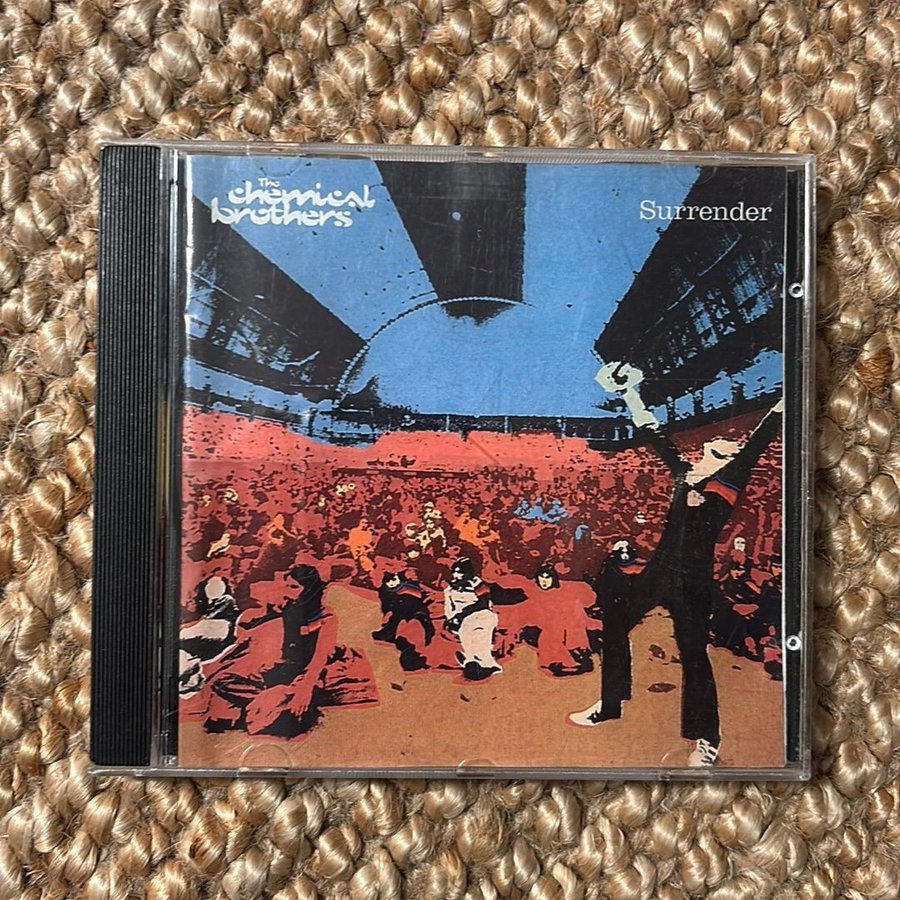 The
chemical
brothers
Surrender